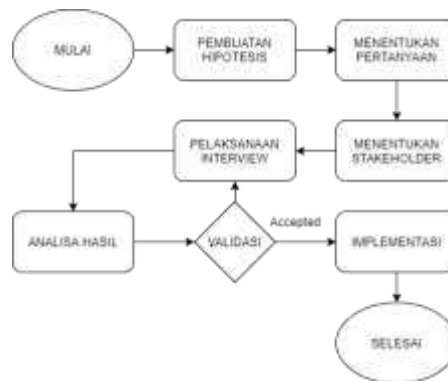 MULAI
PEMBUATAN
HIPOTESIS
MENENTUKAN
PERTANYAAN
MENENTUKAN
STAKEHOLDER
PELAKSANAAN
INTERVIEW
ANALISA HASIL
VALIDASI
Accepted
IMPLEMENTASI
SELESAI